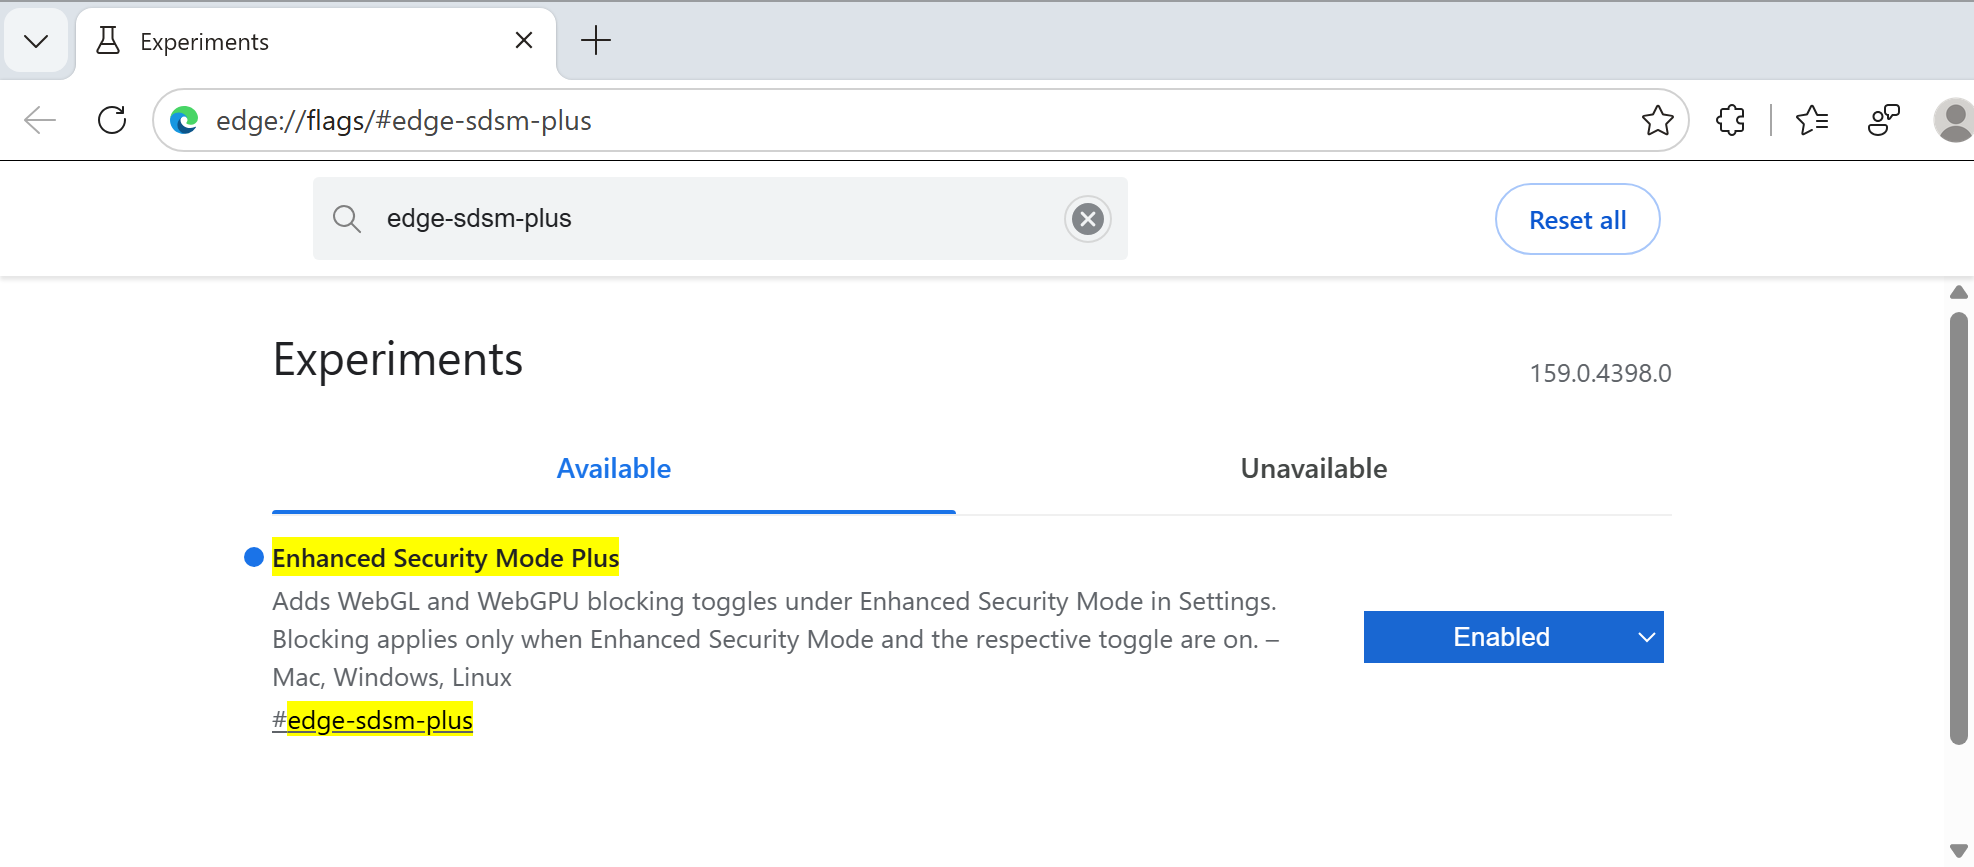 Experiments
edge://flags/#edge-sdsm-plus
edge-sdsm-plus
Reset all
Experiments
159.0.4398.0
Available
Unavailable
Enhanced Security Mode Plus
Adds WebGL and WebGPU blocking toggles under Enhanced Security Mode in Settings.
Blocking applies only when Enhanced Security Mode and the respective toggle are on. –
Mac, Windows, Linux
Enabled
#edge-sdsm-plus